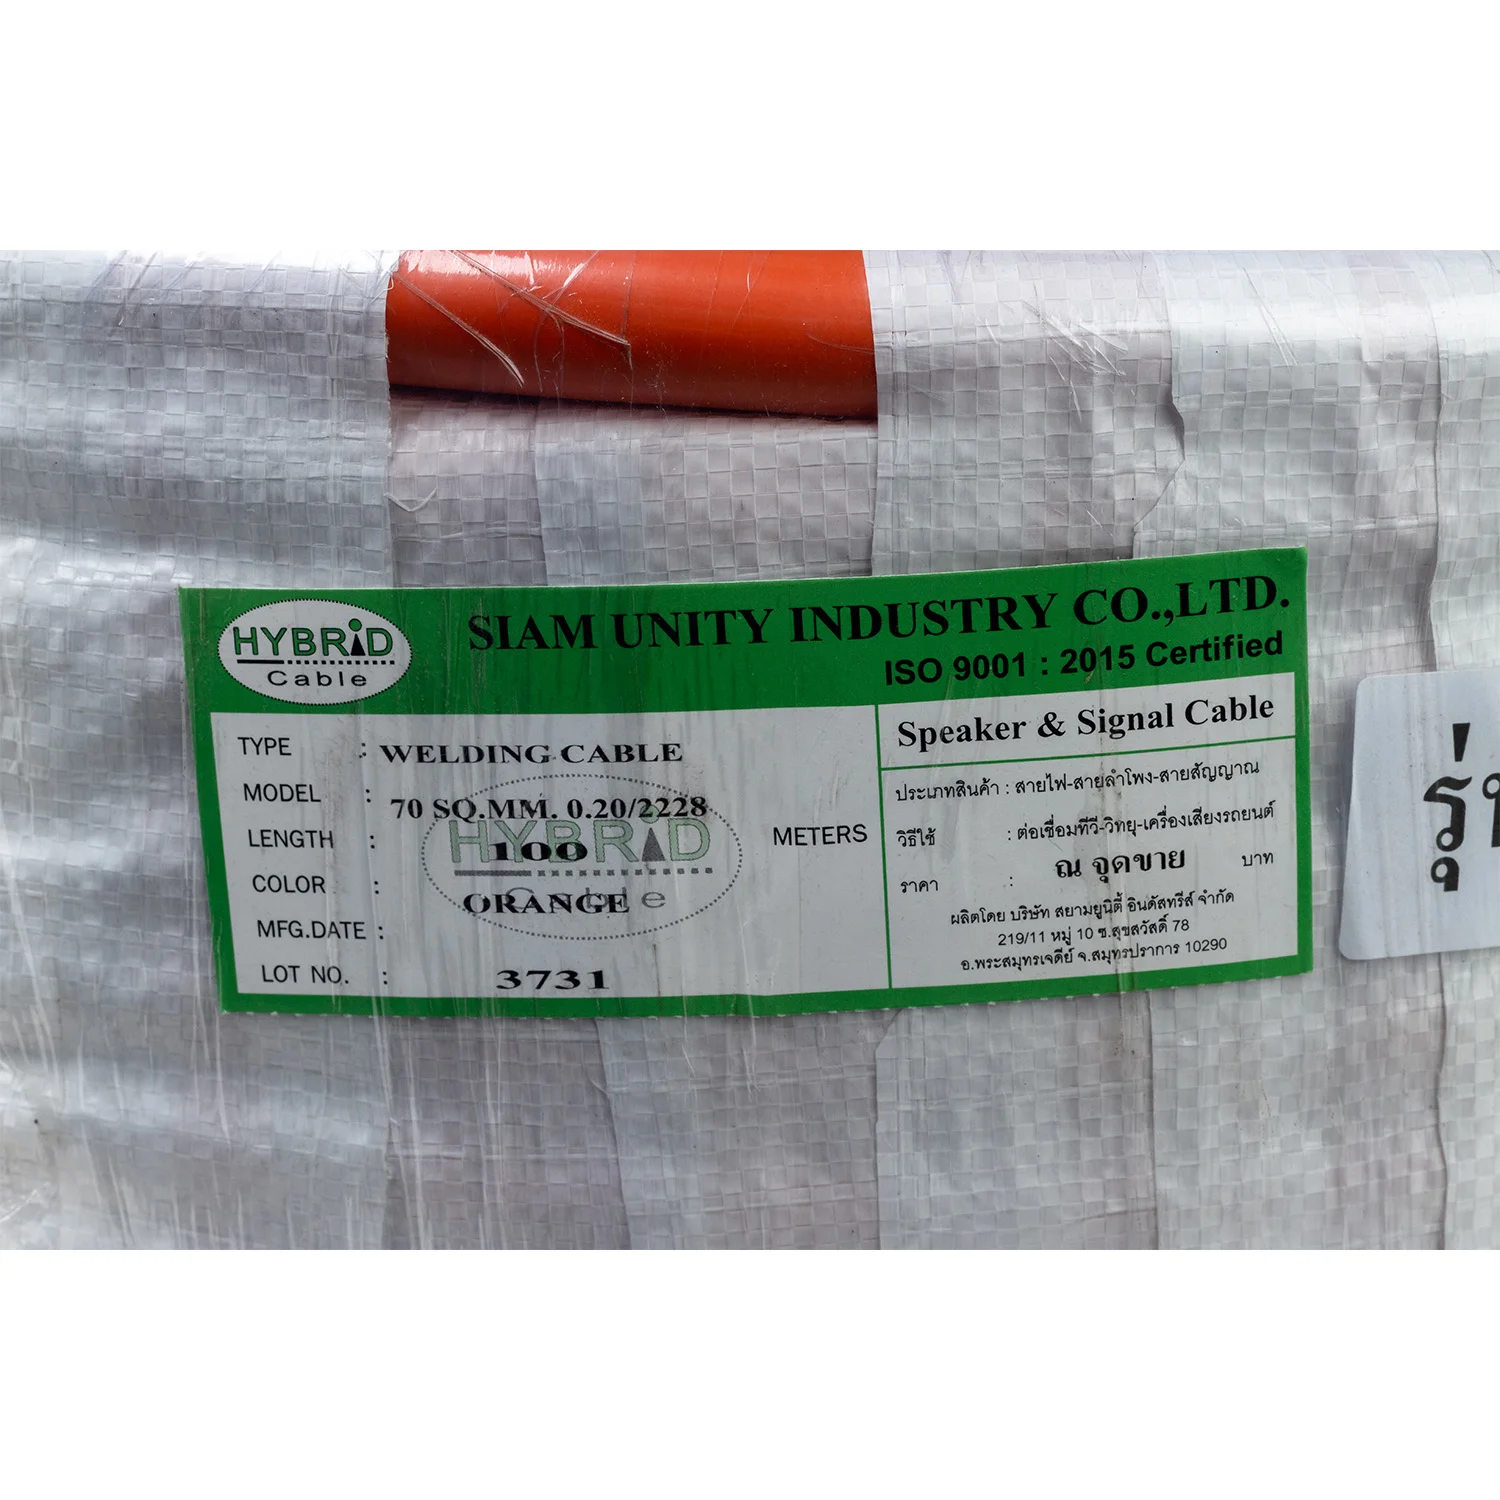 HYBRID
Cable
SIAM UNITY INDUSTRY CO.,LTD.
ISO 9001 : 2015 Certified
TYPE : WELDING CABLE
MODEL : 70 SQ.MM. 0.20/2228
LENGTH : 100 METERS
COLOR : ORANGE
MFG.DATE :
LOT NO. : 3731
HYBRID
Cable
Speaker & Signal Cable
ประเภทสินค้า : สายไฟ-สายลำโพง-สายสัญญาณ
วิธีใช้ : ต่อเชื่อมทีวี-วิทยุ-เครื่องเสียงรถยนต์
ราคา : ณ จุดขาย บาท
ผลิตโดย บริษัท สยามยูนิตี้ อินดัสทรีส์ จำกัด
219/11 หมู่ 10 ซ.สุขสวัสดิ์ 78
อ.พระสมุทรเจดีย์ จ.สมุทรปราการ 10290